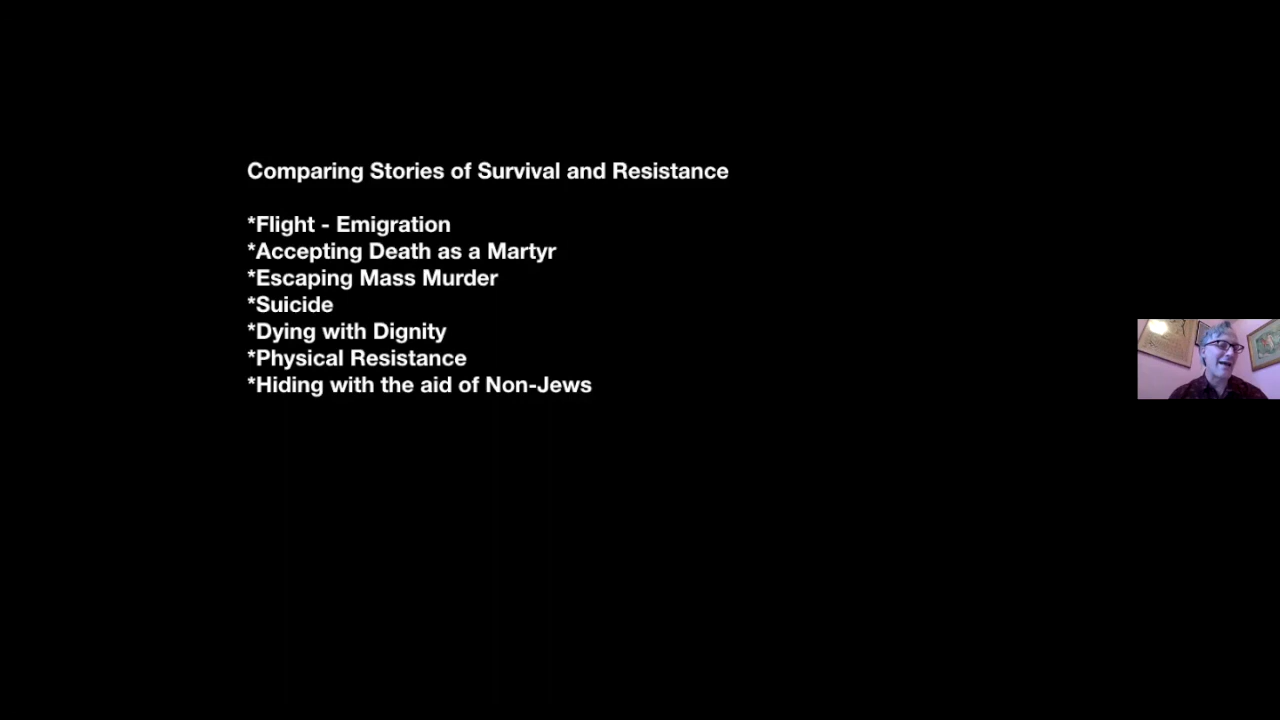 Comparing Stories of Survival and Resistance
*Flight - Emigration
*Accepting Death as a Martyr
*Escaping Mass Murder
*Suicide
*Dying with Dignity
*Physical Resistance
*Hiding with the aid of Non-Jews